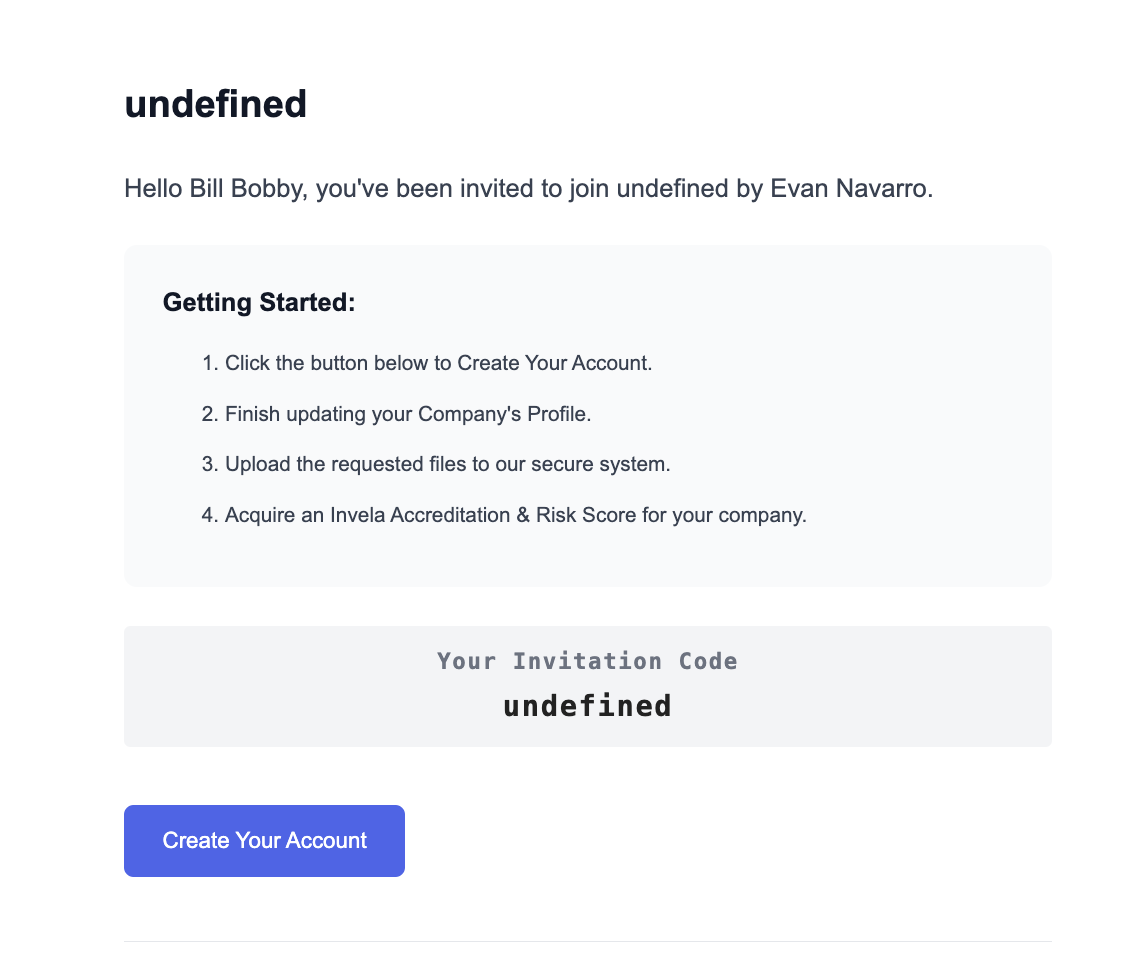 undefined
Hello Bill Bobby, you've been invited to join undefined by Evan Navarro.
Getting Started:
1. Click the button below to Create Your Account.
2. Finish updating your Company's Profile.
3. Upload the requested files to our secure system.
4. Acquire an Invela Accreditation & Risk Score for your company.
Your Invitation Code
undefined
Create Your Account